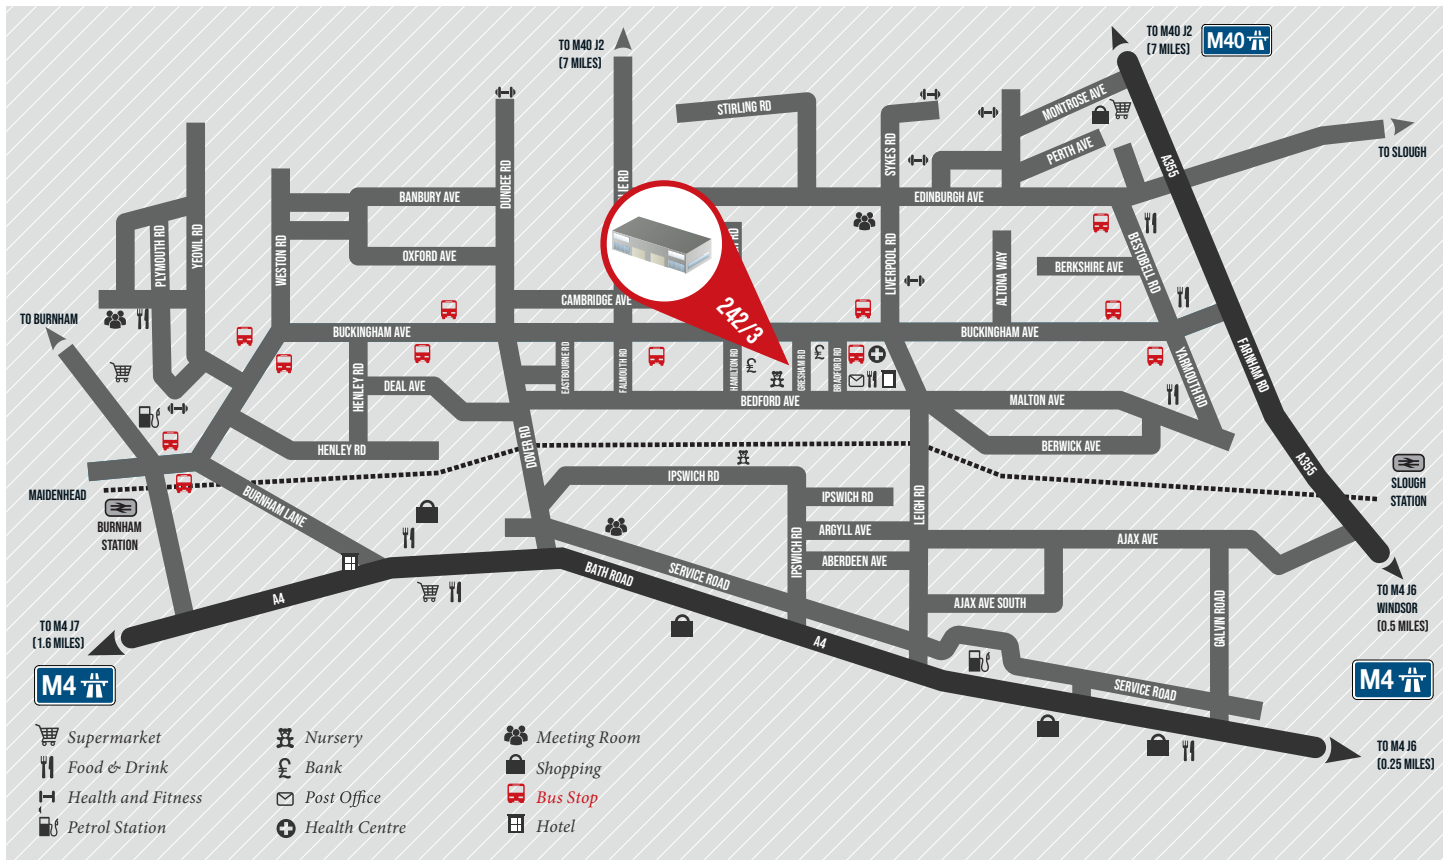 TO M40 J2
(7 MILES)
TO M40 J2
(7 MILES)
M40
STIRLING RD
MONTROSE AVE
PERTH AVE
SYKES RD
A355
TO SLOUGH
DUNDEE RD
BANBURY AVE
EDINBURGH AVE
PLYMOUTH RD
YEOVIL RD
WESTON RD
OXFORD AVE
LIVERPOOL RD
ALTONA WAY
BERKSHIRE AVE
BESTOBELL RD
CAMBRIDGE AVE
242/3
TO BURNHAM
BUCKINGHAM AVE
BUCKINGHAM AVE
EASTBOURNE RD
FALMOUTH RD
HAMILTON RD
GRESHAM RD
BRADFORD RD
YARMOUTH RD
FARNHAM RD
HENLEY RD
DEAL AVE
BEDFORD AVE
MALTON AVE
HENLEY RD
DOVER RD
BERWICK AVE
A355
MAIDENHEAD
BURNHAM
STATION
BURNHAM LANE
IPSWICH RD
IPSWICH RD
LEIGH RD
SLOUGH
STATION
ARGYLL AVE
AJAX AVE
IPSWICH RD
ABERDEEN AVE
SERVICE ROAD
BATH ROAD
A4
AJAX AVE SOUTH
GALVIN ROAD
TO M4 J6
WINDSOR
(0.5 MILES)
TO M4 J7
(1.6 MILES)
A4
M4
M4
SERVICE ROAD
TO M4 J6
(0.25 MILES)
Supermarket
Food & Drink
Health and Fitness
Petrol Station
Nursery
Bank
Post Office
Health Centre
Meeting Room
Shopping
Bus Stop
Hotel